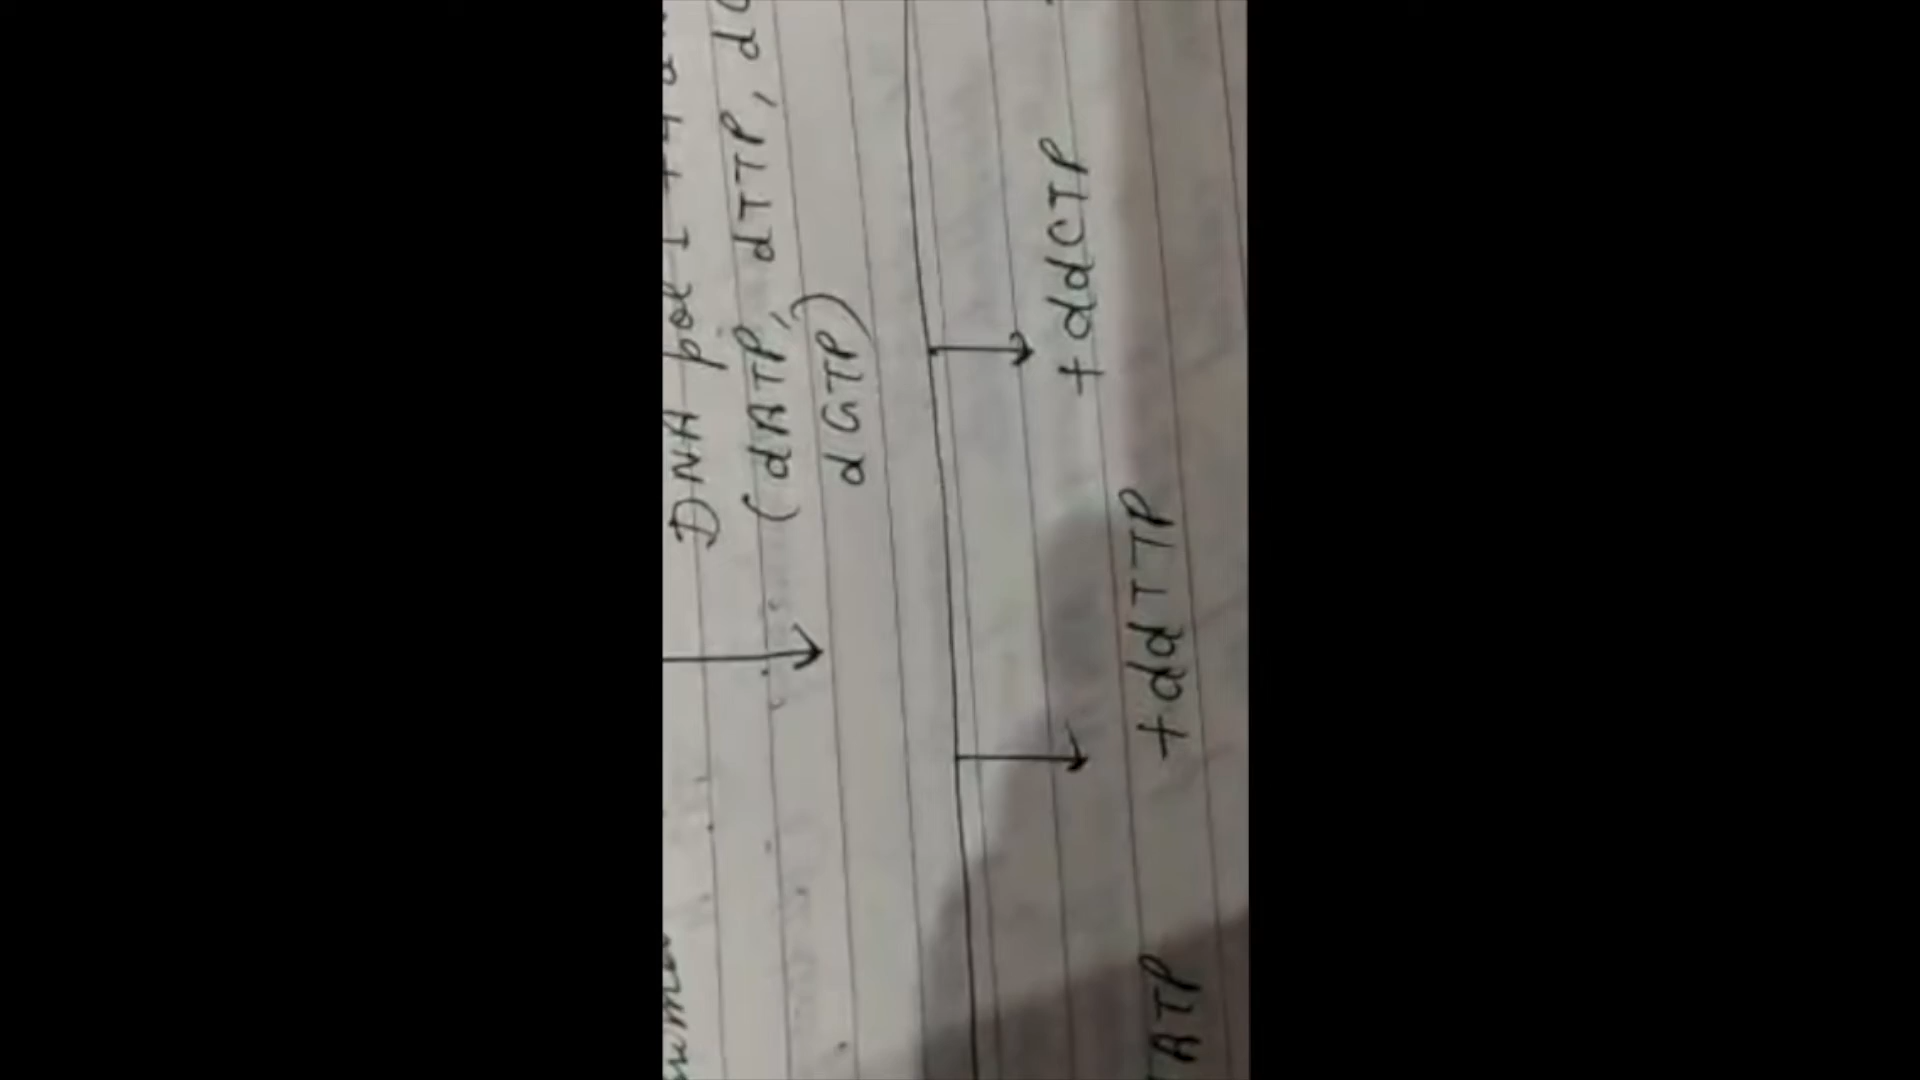 DNA pol I +
(dATP, dTTP,
dGTP)
+ddCTP
+ddTTP
ATP